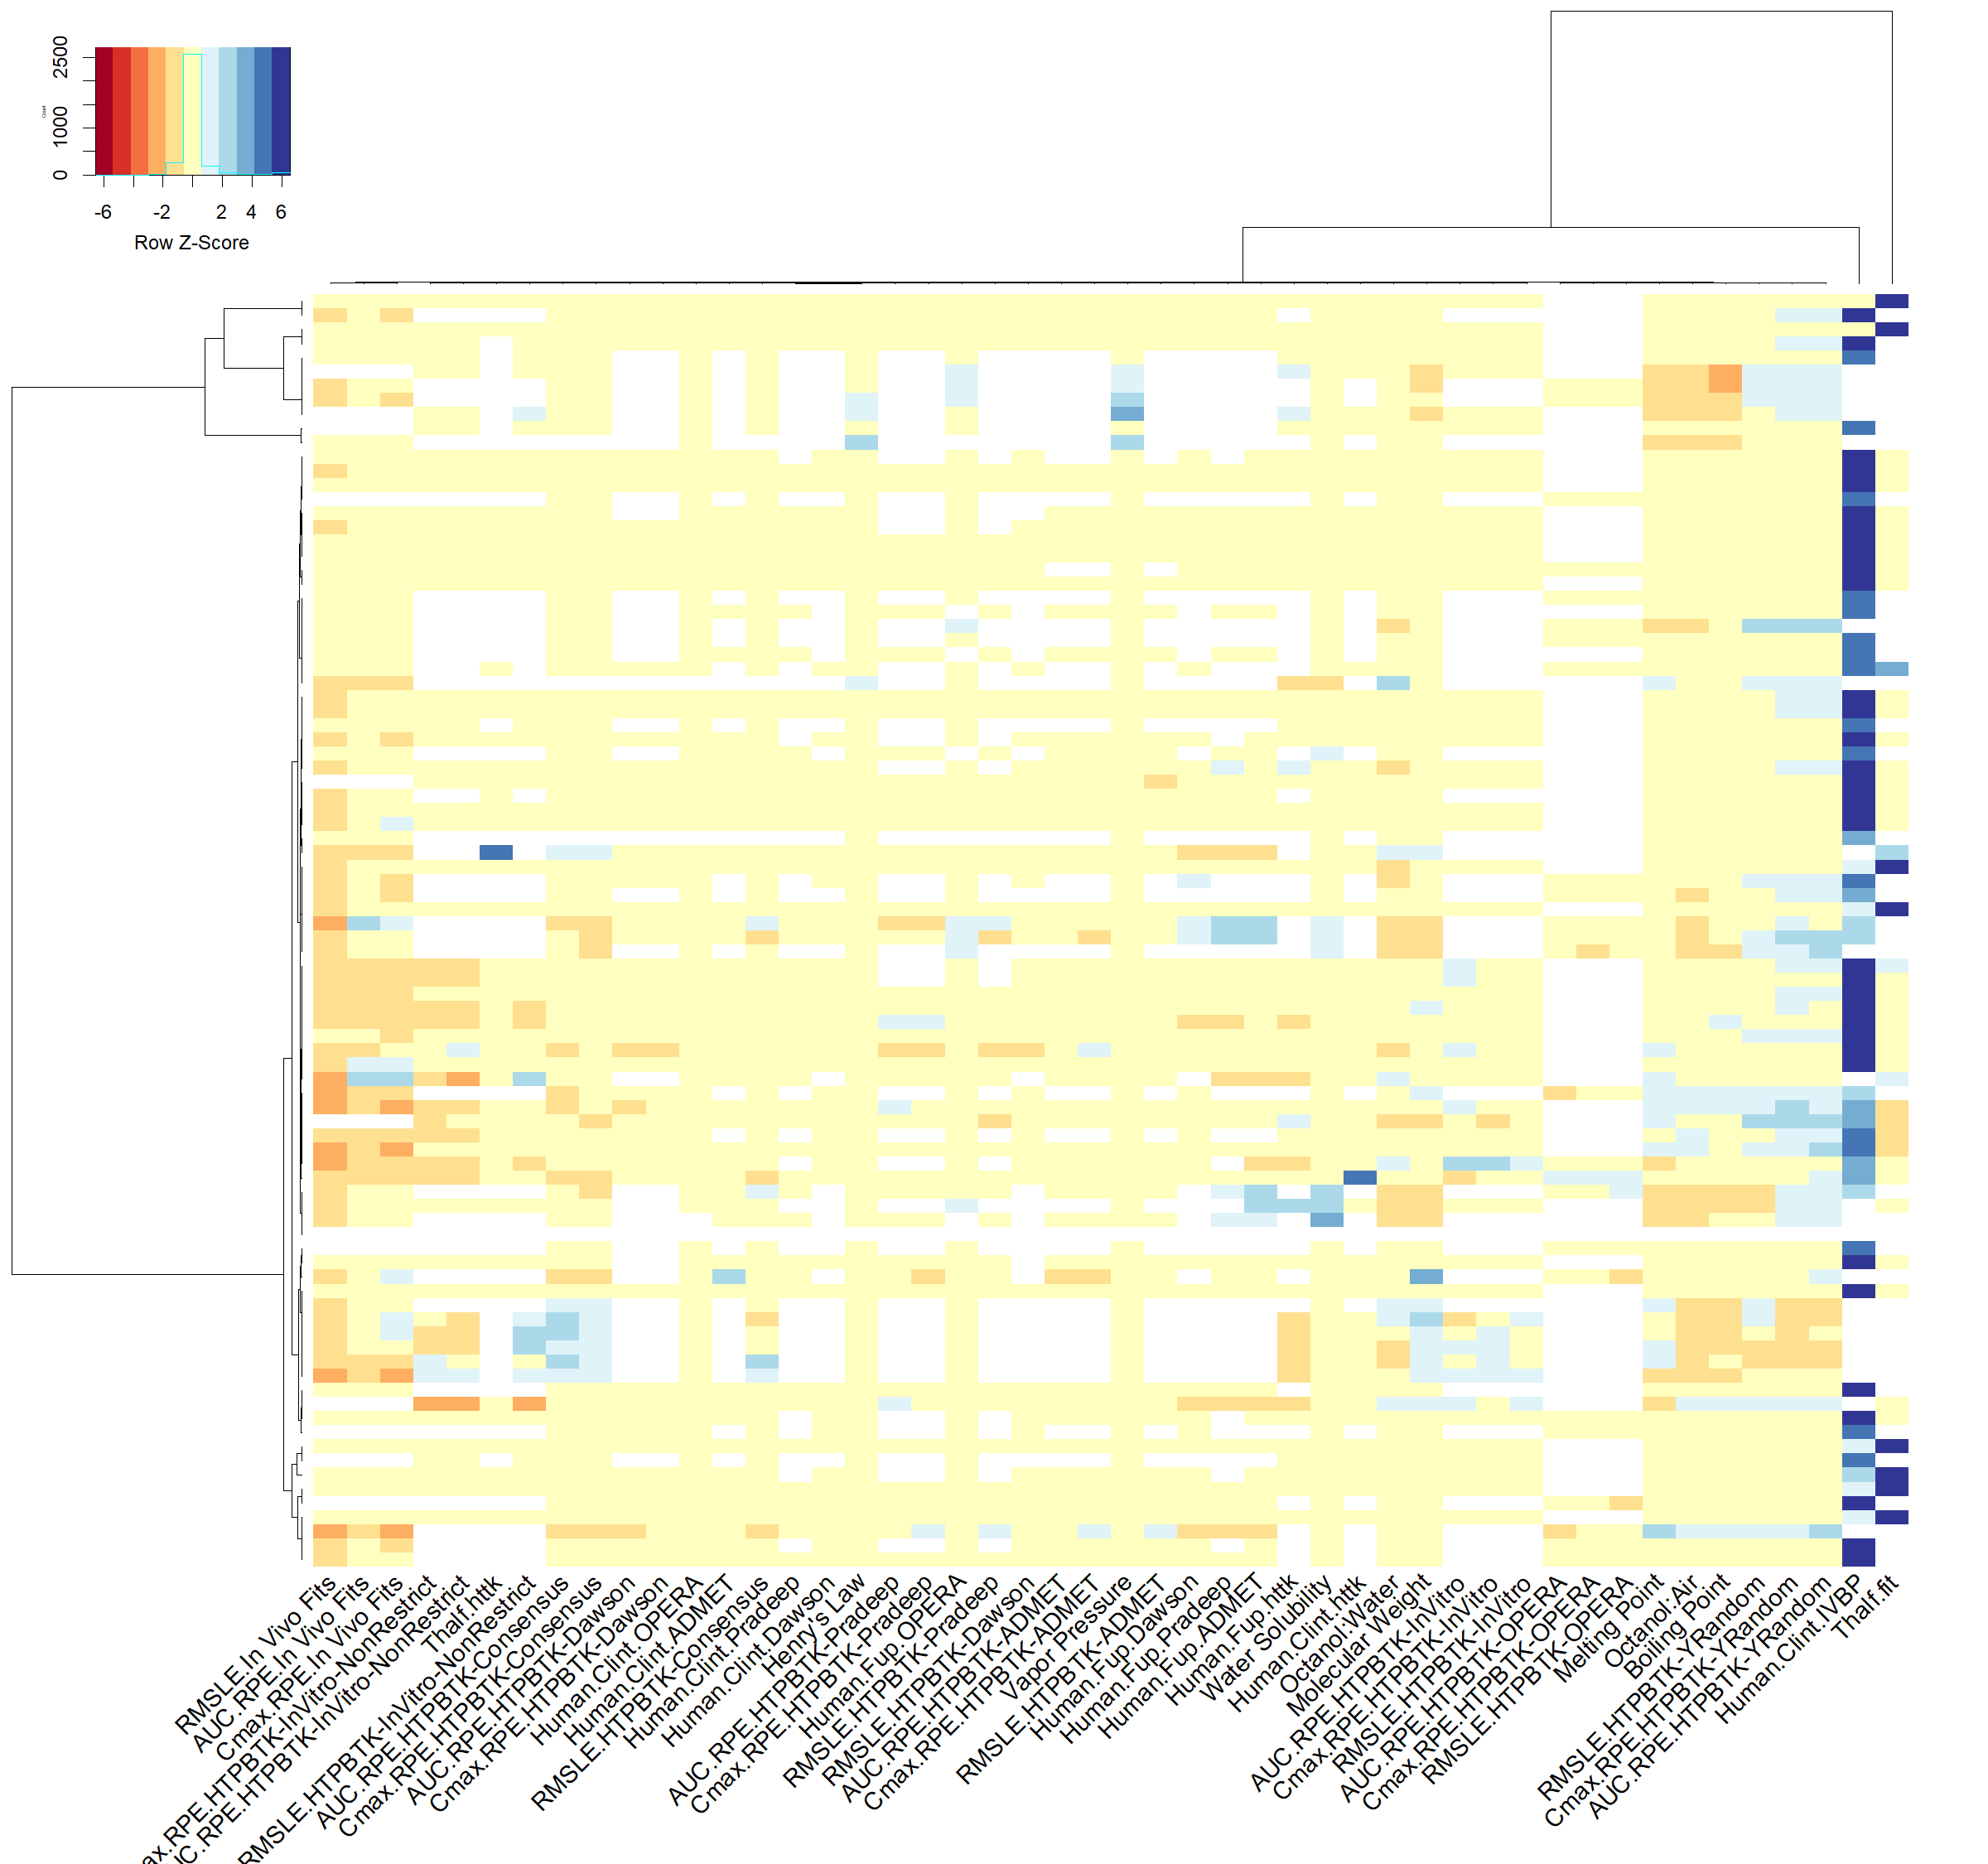 2500
1000
0
Count
-6
-2
2
4
6
Row Z-Score
RMSLE.In Vivo Fits
AUC.RPE.In Vivo Fits
Cmax.RPE.In Vivo Fits
ax.RPE.HTPBTK-InVitro-NonRestrict
UC.RPE.HTPBTK-InVitro-NonRestrict
Thalf.httk
RMSLE.HTPBTK-InVitro-NonRestrict
AUC.RPE.HTPBTK-Consensus
Cmax.RPE.HTPBTK-Consensus
AUC.RPE.HTPBTK-Dawson
Cmax.RPE.HTPBTK-Dawson
Human.Clint.OPERA
Human.Clint.ADMET
RMSLE.HTPBTK-Consensus
Human.Clint.Pradeep
Human.Clint.Dawson
Henry's Law
AUC.RPE.HTPBTK-Pradeep
Cmax.RPE.HTPBTK-Pradeep
Human.Fup.OPERA
RMSLE.HTPBTK-Pradeep
RMSLE.HTPBTK-Dawson
AUC.RPE.HTPBTK-ADMET
Cmax.RPE.HTPBTK-ADMET
Vapor Pressure
RMSLE.HTPBTK-ADMET
Human.Fup.Dawson
Human.Fup.Pradeep
Human.Fup.ADMET
Human.Fup.httk
Water Solubility
Human.Clint.httk
Octanol:Water
Molecular Weight
AUC.RPE.HTPBTK-InVitro
Cmax.RPE.HTPBTK-InVitro
RMSLE.HTPBTK-InVitro
AUC.RPE.HTPBTK-OPERA
Cmax.RPE.HTPBTK-OPERA
RMSLE.HTPBTK-OPERA
Melting Point
Octanol:Air
Boiling Point
RMSLE.HTPBTK-YRandom
Cmax.RPE.HTPBTK-YRandom
AUC.RPE.HTPBTK-YRandom
Human.Clint.IVBP
Thalf.fit